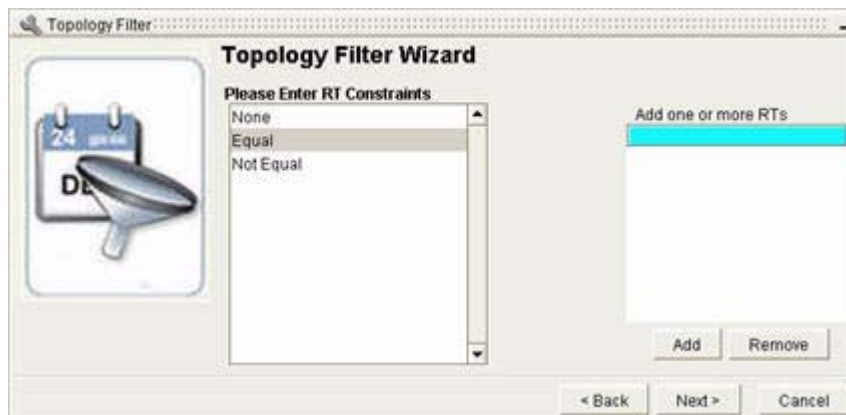 Topology Filter
Topology Filter Wizard
Please Enter RT Constraints
None
Equal
Not Equal
Add one or more RTs
24
Add
Remove
< Back
Next >
Cancel